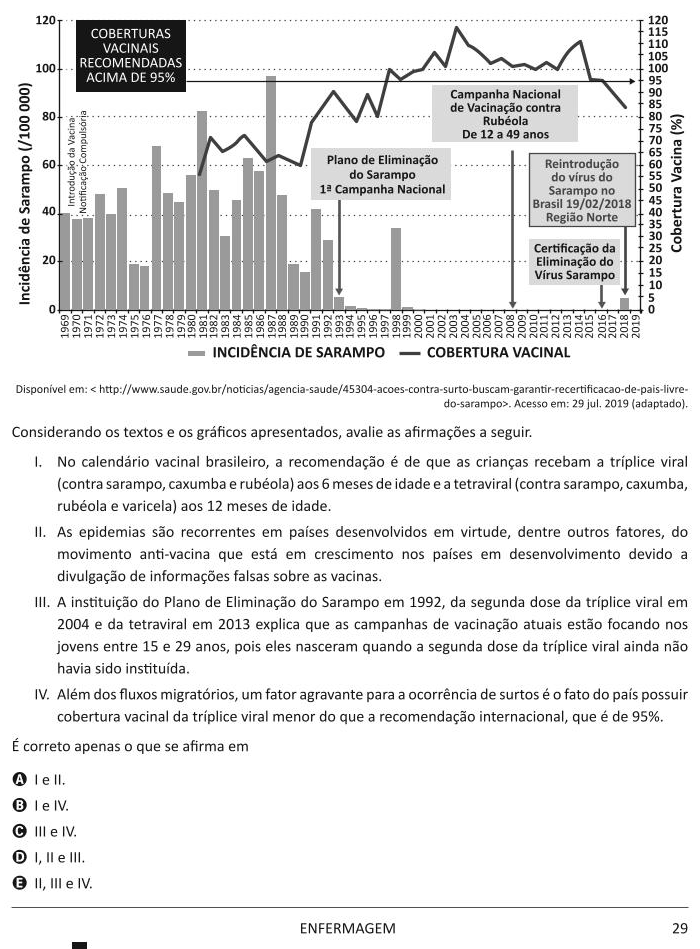 COBERTURAS
VACINAIS
RECOMENDADAS
ACIMA DE 95%
Incidência de Sarampo (/100 000)
120
100
80
60
40
20
0
Introdução da Vacina-
-Notificação Compulsória
Plano de Eliminação
do Sarampo
1ª Campanha Nacional
Campanha Nacional
de Vacinação contra
Rubéola
De 12 a 49 anos
Reintrodução
do vírus do
Sarampo no
Brasil 19/02/2018
Região Norte
Certificação da
Eliminação do
Vírus Sarampo
120
115
110
105
100
95
90
85
80
75
70
65
60
55
50
45
40
35
30
25
20
15
10
5
0
Cobertura Vacina (%)
1969 1970 1971 1972 1973 1974 1975 1976 1977 1978 1979 1980 1981 1982 1983 1984 1985 1986 1987 1988 1989 1990 1991 1992 1993 1994 1995 1996 1997 1998 1999 2000 2001 2002 2003 2004 2005 2006 2007 2008 2009 2010 2011 2012 2013 2014 2015 2016 2017 2018 2019
INCIDÊNCIA DE SARAMPO COBERTURA VACINAL
Disponível em: < http://www.saude.gov.br/noticias/agencia-saude/45304-acoes-contra-surto-buscam-garantir-recertificacao-de-pais-livre-
do-sarampo>. Acesso em: 29 jul. 2019 (adaptado).
Considerando os textos e os gráficos apresentados, avalie as afirmações a seguir.
I. No calendário vacinal brasileiro, a recomendação é de que as crianças recebam a tríplice viral
(contra sarampo, caxumba e rubéola) aos 6 meses de idade e a tetraviral (contra sarampo, caxumba,
rubéola e varicela) aos 12 meses de idade.
II. As epidemias são recorrentes em países desenvolvidos em virtude, dentre outros fatores, do
movimento anti-vacina que está em crescimento nos países em desenvolvimento devido a
divulgação de informações falsas sobre as vacinas.
III. A instituição do Plano de Eliminação do Sarampo em 1992, da segunda dose da tríplice viral em
2004 e da tetraviral em 2013 explica que as campanhas de vacinação atuais estão focando nos
jovens entre 15 e 29 anos, pois eles nasceram quando a segunda dose da tríplice viral ainda não
havia sido instituída.
IV. Além dos fluxos migratórios, um fator agravante para a ocorrência de surtos é o fato do país possuir
cobertura vacinal da tríplice viral menor do que a recomendação internacional, que é de 95%.
É correto apenas o que se afirma em
A I e II.
B I e IV.
C III e IV.
D I, II e III.
E II, III e IV.
ENFERMAGEM
29